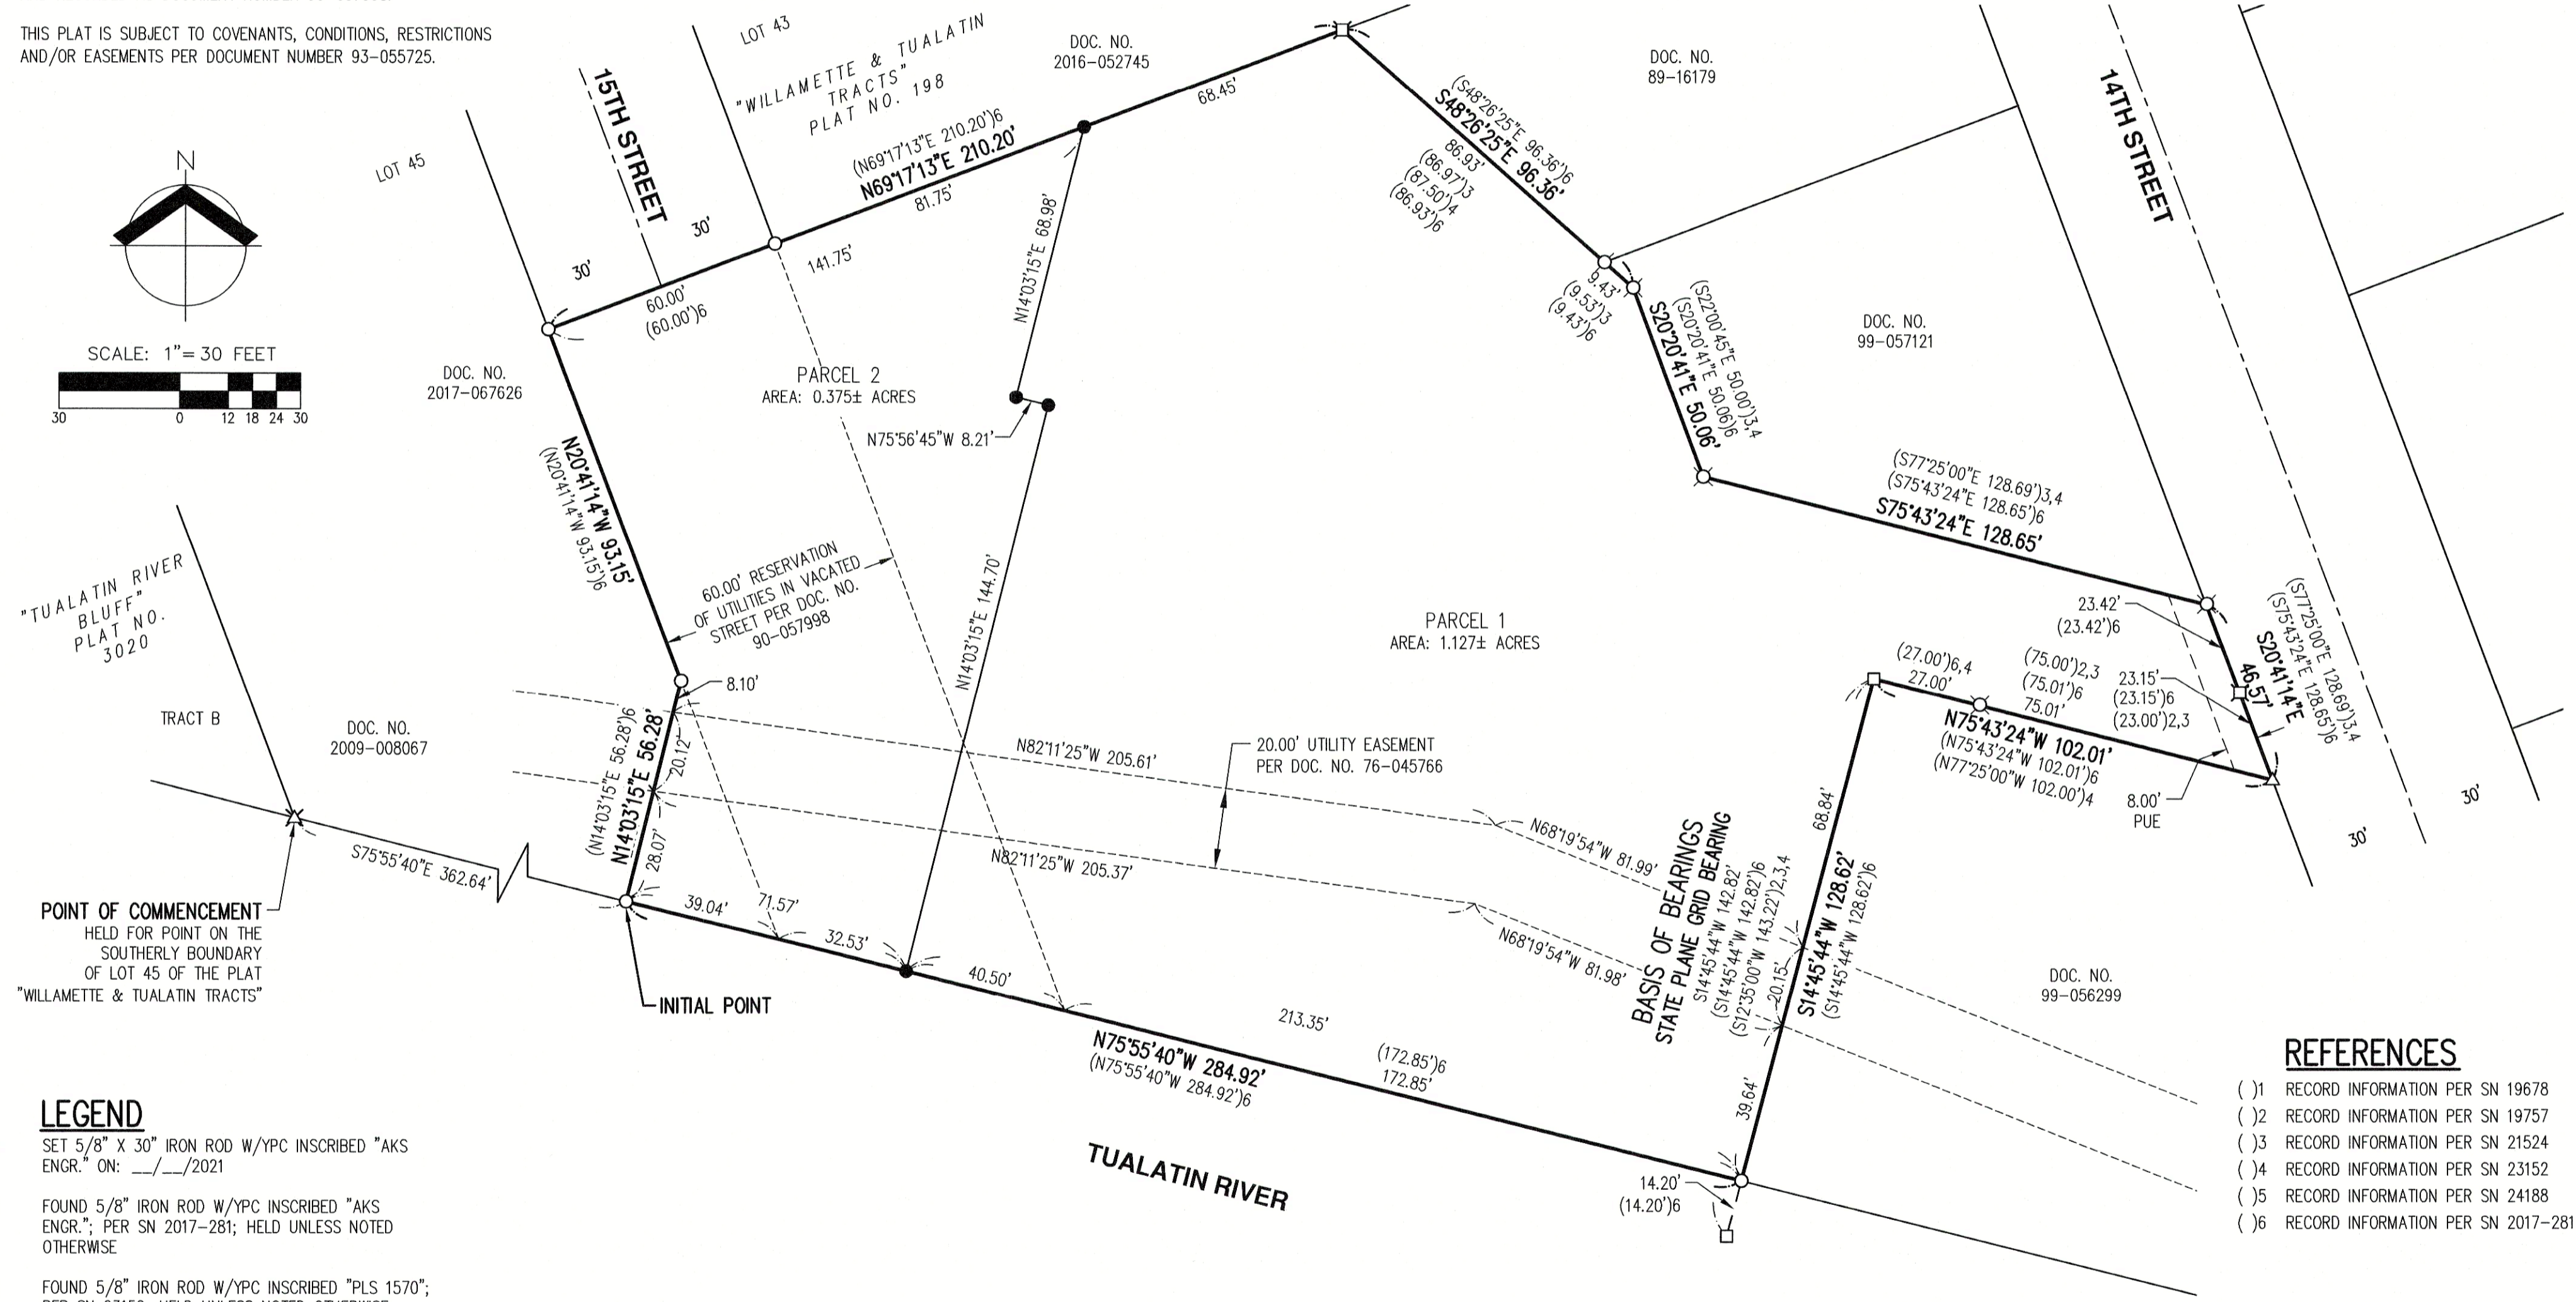 THIS PLAT IS SUBJECT TO COVENANTS, CONDITIONS, RESTRICTIONS
AND/OR EASEMENTS PER DOCUMENT NUMBER 93-055725.
N
SCALE: 1"= 30 FEET
30 0 12 18 24 30
LOT 45
15TH STREET
30'
30'
LOT 43
"WILLAMETTE & TUALATIN
TRACTS"
PLAT NO. 198
DOC. NO.
2016-052745
(N69°17'13"E 210.20')6
N69°17'13"E 210.20'
81.75'
68.45'
141.75'
60.00'
(60.00')6
DOC. NO.
89-16179
(S48°26'25"E 96.36')6
S48°26'25"E 96.36'
86.93'
(86.97')3
(87.50')4
(86.93')6
9.43'
(9.53')3
(9.43')6
14TH STREET
DOC. NO.
99-057121
(S22°00'45"E 50.00')3,4
(S20°20'41"E 50.06)6
S20°20'41"E 50.06'
(S77°25'00"E 128.69')3,4
(S75°43'24"E 128.65')6
S75°43'24"E 128.65'
N14°03'15"E 68.98'
PARCEL 2
AREA: 0.375± ACRES
N75°56'45"W 8.21'
DOC. NO.
2017-067626
N20°41'14"W 93.15'
(N20°41'14"W 93.15')6
60.00' RESERVATION
OF UTILITIES IN VACATED
STREET PER DOC. NO.
90-057998
N14°03'15"E 144.70'
PARCEL 1
AREA: 1.127± ACRES
23.42'
(23.42')6
(S77°25'00"E 128.69')3,4
(S75°43'24"E 128.65')6
S20°41'14"E
46.57'
23.15'
(23.15')6
(23.00')2,3
(27.00')6,4
27.00'
(75.00')2,3
(75.01')6
75.01'
N75°43'24"W 102.01'
(N75°43'24"W 102.01')6
(N77°25'00"W 102.00')4
8.00'
PUE
30'
30'
"TUALATIN RIVER
BLUFF"
PLAT NO.
3020
TRACT B
DOC. NO.
2009-008067
8.10'
(N14°03'15"E 56.28')6
N14°03'15"E 56.28'
20.12'
28.07'
N82°11'25"W 205.61'
20.00' UTILITY EASEMENT
PER DOC. NO. 76-045766
N82°11'25"W 205.37'
N68°19'54"W 81.99'
N68°19'54"W 81.98'
BASIS OF BEARINGS
STATE PLANE GRID BEARING
S14°45'44"W 142.82'
(S14°45'44"W 142.82')6
(S12°35'00"W 143.22')2,3,4
68.84'
20.15'
39.64'
S14°45'44"W 128.62'
(S14°45'44"W 128.62')6
DOC. NO.
99-056299
S75°55'40"E 362.64'
POINT OF COMMENCEMENT
HELD FOR POINT ON THE
SOUTHERLY BOUNDARY
OF LOT 45 OF THE PLAT
"WILLAMETTE & TUALATIN TRACTS"
INITIAL POINT
39.04'
71.57'
32.53'
40.50'
213.35'
N75°55'40"W 284.92'
(N75°55'40"W 284.92')6
(172.85')6
172.85'
14.20'
(14.20')6
TUALATIN RIVER
LEGEND
SET 5/8" X 30" IRON ROD W/YPC INSCRIBED "AKS
ENGR." ON: __/__/2021
FOUND 5/8" IRON ROD W/YPC INSCRIBED "AKS
ENGR."; PER SN 2017-281; HELD UNLESS NOTED
OTHERWISE
FOUND 5/8" IRON ROD W/YPC INSCRIBED "PLS 1570";
REFERENCES
( )1 RECORD INFORMATION PER SN 19678
( )2 RECORD INFORMATION PER SN 19757
( )3 RECORD INFORMATION PER SN 21524
( )4 RECORD INFORMATION PER SN 23152
( )5 RECORD INFORMATION PER SN 24188
( )6 RECORD INFORMATION PER SN 2017-281